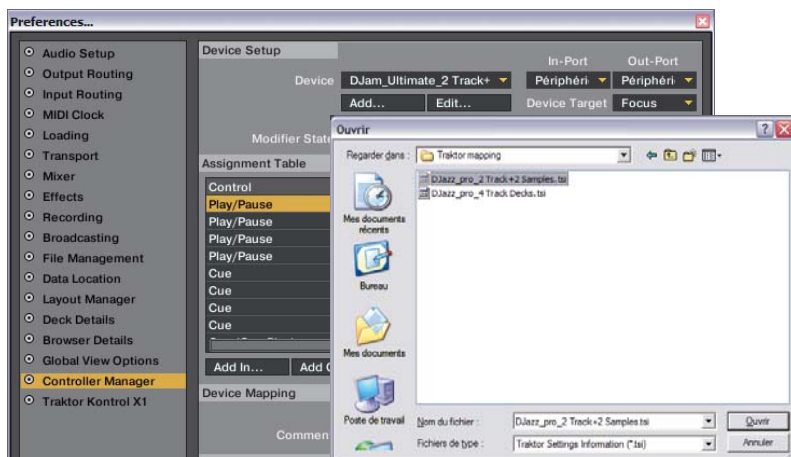 Preferences...
Audio Setup
Output Routing
Input Routing
MIDI Clock
Loading
Transport
Mixer
Effects
Recording
Broadcasting
File Management
Data Location
Layout Manager
Deck Details
Browser Details
Global View Options
Controller Manager
Traktor Kontrol X1
Device Setup
In-Port Out-Port
Device DJam_Ultimate_2 Track+ Périphéri Périphéri
Add... Edit... Device Target Focus
Modifier State
Assignment Table
Control
Play/Pause
Play/Pause
Play/Pause
Play/Pause
Cue
Cue
Cue
Cue
Add In... Add
Device Mapping
Commen
Ouvrir
Regarder dans : Traktor mapping
DJazz_pro_2 Track+2 Samples.tsi
DJazz_pro_4 Track Decks.tsi
Mes documents
récents
Bureau
Mes documents
Poste de travail
Nom du fichier : DJazz_pro_2 Track+2 Samples.tsi Ouvrir
Fichiers de type : Traktor Settings Information (*.tsi) Annuler